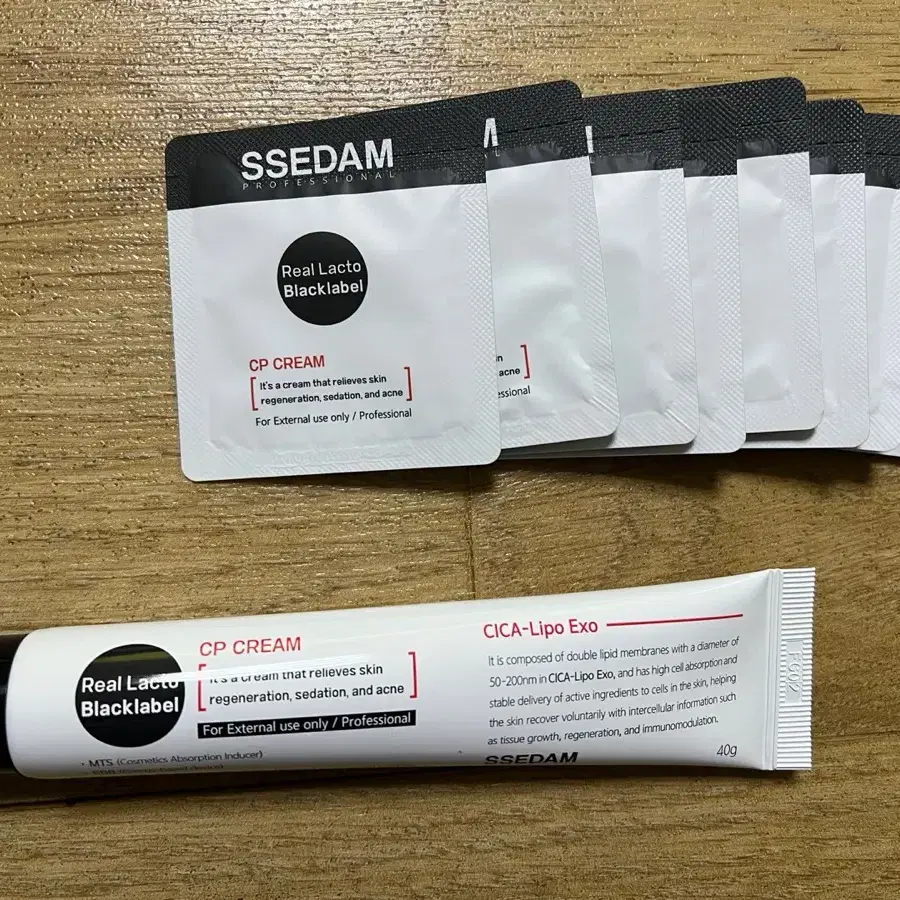 SSEDAM
PROFESSIONAL
Real Lacto
Blacklabel
CP CREAM
It's a cream that relieves skin
regeneration, sedation, and acne
For External use only / Professional
acne
Real Lacto
Blacklabel
CP CREAM
It's a cream that relieves skin
regeneration, sedation, and acne
For External use only / Professional
· MTS (Cosmetics Absorption Inducer)
CICA-Lipo Exo
It is composed of double lipid membranes with a diameter of
50-200nm in CICA-Lipo Exo, and has high cell absorption and
stable delivery of active ingredients to cells in the skin, helping
the skin recover voluntarily with intercellular information such
as tissue growth, regeneration, and immunomodulation.
SSEDAM
40g